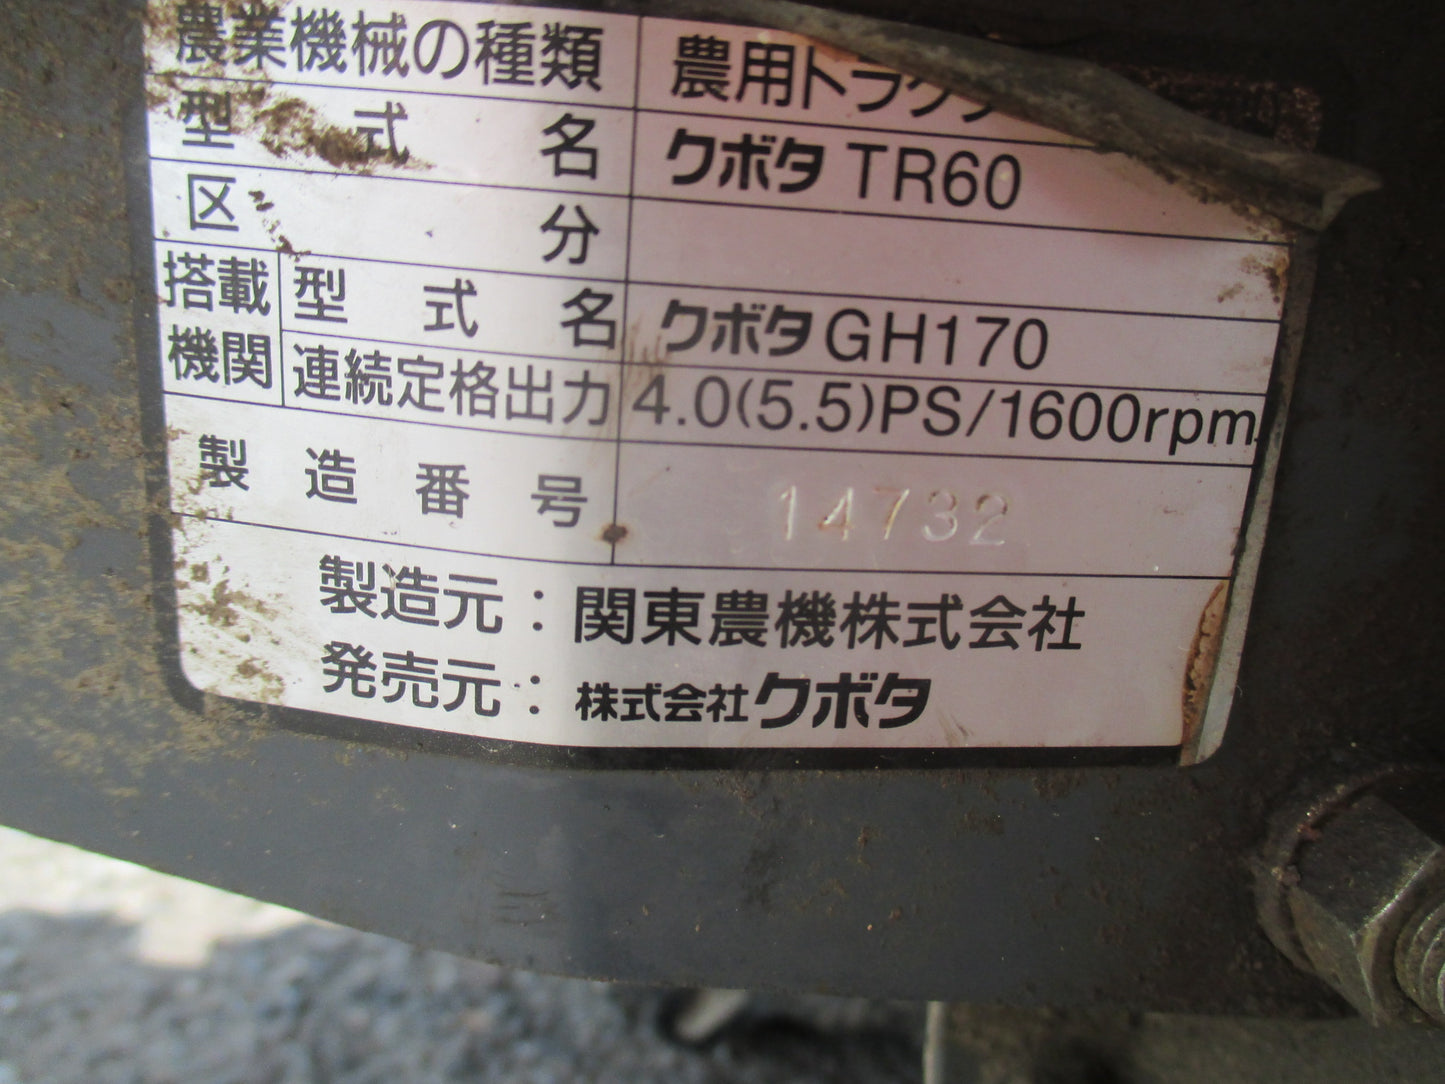 農業機械の種類 農用トラクタ
型式名 クボタ TR60
区分
搭載機関 型式名 クボタ GH170
連続定格出力 4.0(5.5)PS/1600rpm
製造番号 14732
製造元：関東農機株式会社
発売元：株式会社クボタ